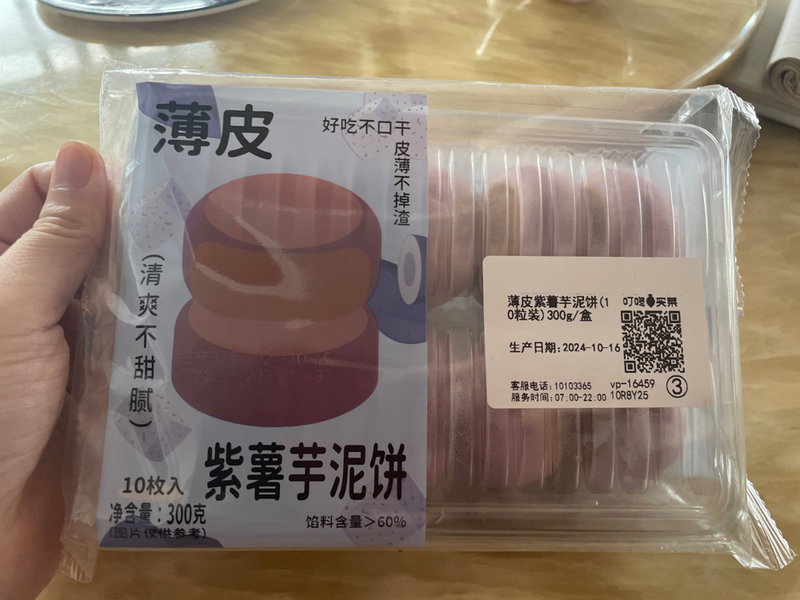 薄皮
好吃不口干
皮薄不掉渣
(清爽不甜腻)
紫薯芋泥饼
10枚入
净含量:300克
(图片仅供参考)
馅料含量>60%
薄皮紫薯芋泥饼(1
0粒装)300g/盒
叮咚买菜
生产日期:2024-10-16
客服电话:10103365
服务时间:07:00-22:00
vp-16459
10R8Y25
③